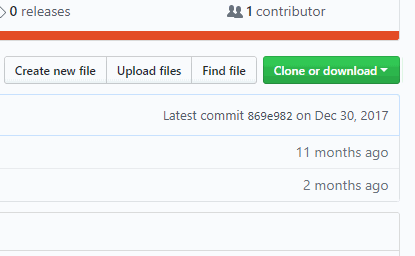 0 releases
1 contributor
Create new file
Upload files
Find file
Clone or download
Latest commit 869e982 on Dec 30, 2017
11 months ago
2 months ago